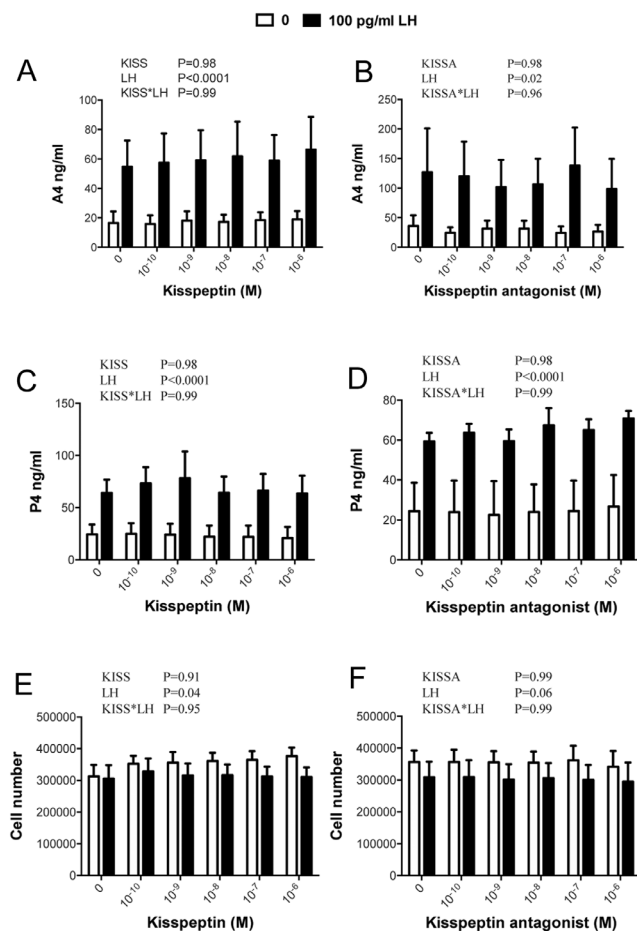 0 100 pg/ml LH
A
KISS P=0.98
LH P<0.0001
KISS*LH P=0.99
A4 ng/ml
100
80
60
40
20
0
0 10⁻¹⁰ 10⁻⁹ 10⁻⁸ 10⁻⁷ 10⁻⁶
Kisspeptin (M)
B
KISSA P=0.98
LH P=0.02
KISSA*LH P=0.96
A4 ng/ml
250
200
150
100
50
0
0 10⁻¹⁰ 10⁻⁹ 10⁻⁸ 10⁻⁷ 10⁻⁶
Kisspeptin antagonist (M)
C
KISS P=0.98
LH P<0.0001
KISS*LH P=0.99
P4 ng/ml
150
100
50
0
0 10⁻¹⁰ 10⁻⁹ 10⁻⁸ 10⁻⁷ 10⁻⁶
Kisspeptin (M)
D
KISSA P=0.98
LH P<0.0001
KISSA*LH P=0.99
P4 ng/ml
80
60
40
20
0
0 10⁻¹⁰ 10⁻⁹ 10⁻⁸ 10⁻⁷ 10⁻⁶
Kisspeptin antagonist (M)
E
KISS P=0.91
LH P=0.04
KISS*LH P=0.95
Cell number
500000
400000
300000
200000
100000
0
0 10⁻¹⁰ 10⁻⁹ 10⁻⁸ 10⁻⁷ 10⁻⁶
Kisspeptin (M)
F
KISSA P=0.99
LH P=0.06
KISSA*LH P=0.99
Cell number
500000
400000
300000
200000
100000
0
0 10⁻¹⁰ 10⁻⁹ 10⁻⁸ 10⁻⁷ 10⁻⁶
Kisspeptin antagonist (M)